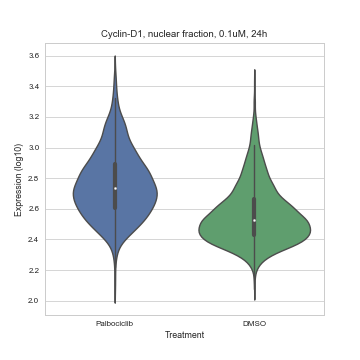 Cyclin-D1, nuclear fraction, 0.1uM, 24h
3.6
3.4
3.2
3.0
2.8
2.6
2.4
2.2
2.0
Expression (log10)
Palbociclib
DMSO
Treatment